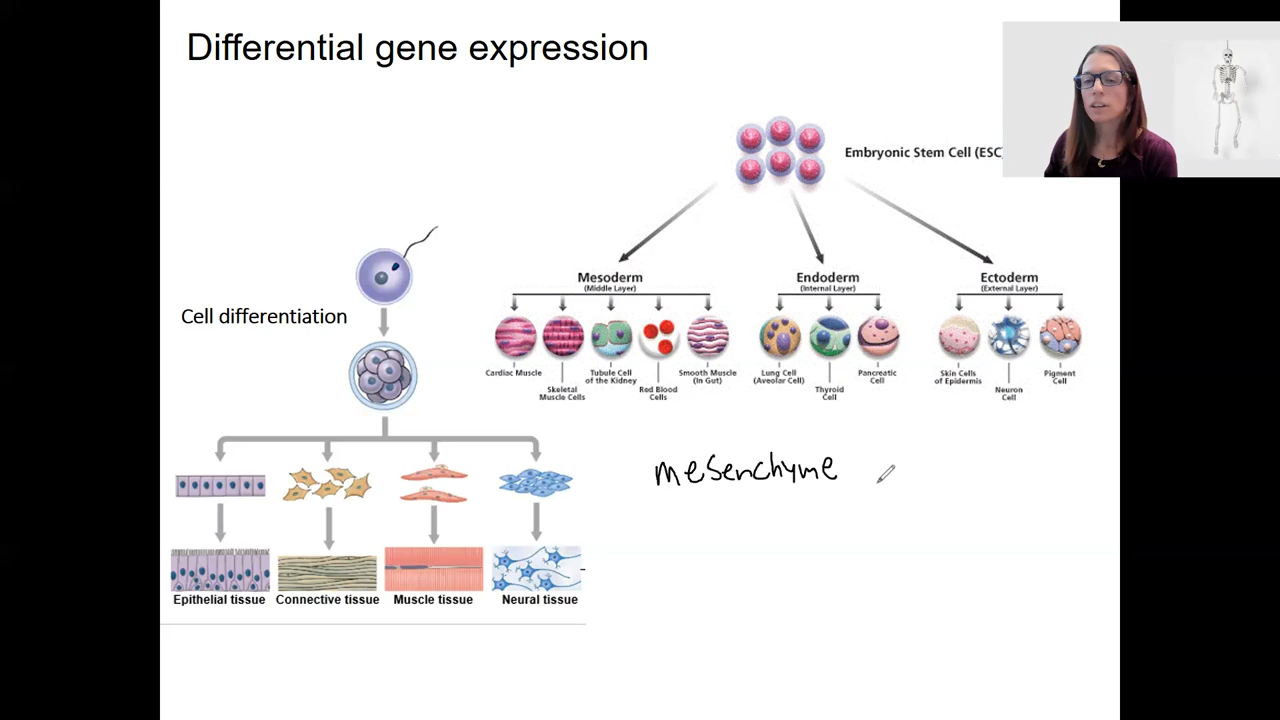 Differential gene expression
Embryonic Stem Cell (ESC)
Mesoderm
(Middle Layer)
Endoderm
(Internal Layer)
Ectoderm
(External Layer)
Cell differentiation
Cardiac Muscle
Skeletal
Muscle Cells
Tubule Cell
of the Kidney
Red Blood
Cells
Smooth Muscle
(In Gut)
Lung Cell
(Aveolar Cell)
Thyroid
Cell
Pancreatic
Cell
Skin Cells
of Epidermis
Neuron
Cell
Pigment
Cell
mesenchyme
Epithelial tissue
Connective tissue
Muscle tissue
Neural tissue